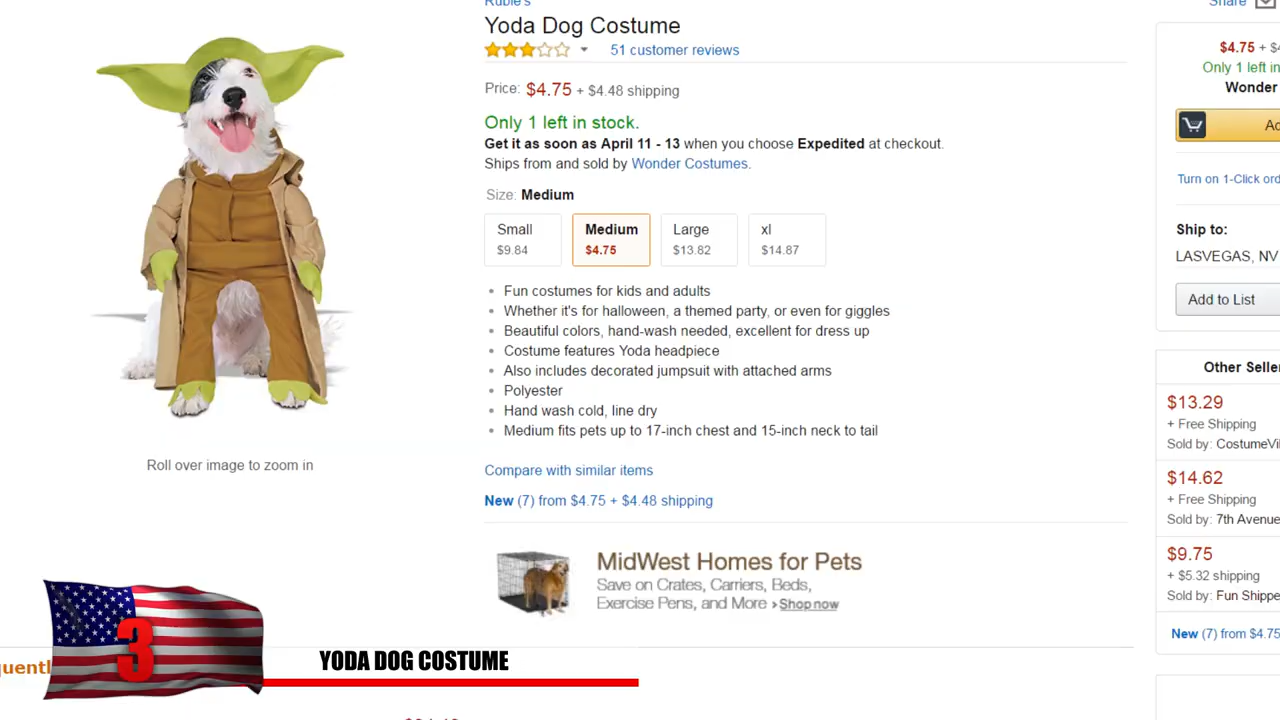 Rubie's
Share
Yoda Dog Costume
51 customer reviews
Price: $4.75 + $4.48 shipping
Only 1 left in stock.
Get it as soon as April 11 - 13 when you choose Expedited at checkout.
Ships from and sold by Wonder Costumes.
Size: Medium
Small
$9.84
Medium
$4.75
Large
$13.82
xl
$14.87
Fun costumes for kids and adults
Whether it's for halloween, a themed party, or even for giggles
Beautiful colors, hand-wash needed, excellent for dress up
Costume features Yoda headpiece
Also includes decorated jumpsuit with attached arms
Polyester
Hand wash cold, line dry
Medium fits pets up to 17-inch chest and 15-inch neck to tail
Roll over image to zoom in
Compare with similar items
New (7) from $4.75 + $4.48 shipping
MidWest Homes for Pets
Save on Crates, Carriers, Beds,
Exercise Pens, and More › Shop now
$4.75 + $4
Only 1 left in
Wonder
Turn on 1-Click ord
Ship to:
LASVEGAS, NV
Add to List
Other Selle
$13.29
+ Free Shipping
Sold by: CostumeVil
$14.62
+ Free Shipping
Sold by: 7th Avenue
$9.75
+ $5.32 shipping
Sold by: Fun Shippe
New (7) from $4.75
quentl
3
YODA DOG COSTUME